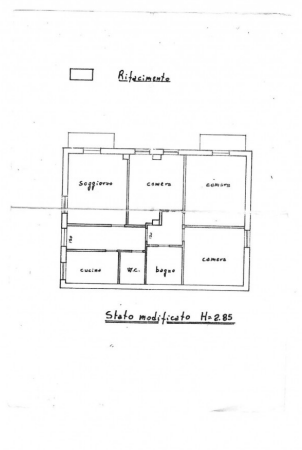 Rifacimento
soggiorno camera camera
cucina w.c. bagno camera
Stato modificato H=2.85